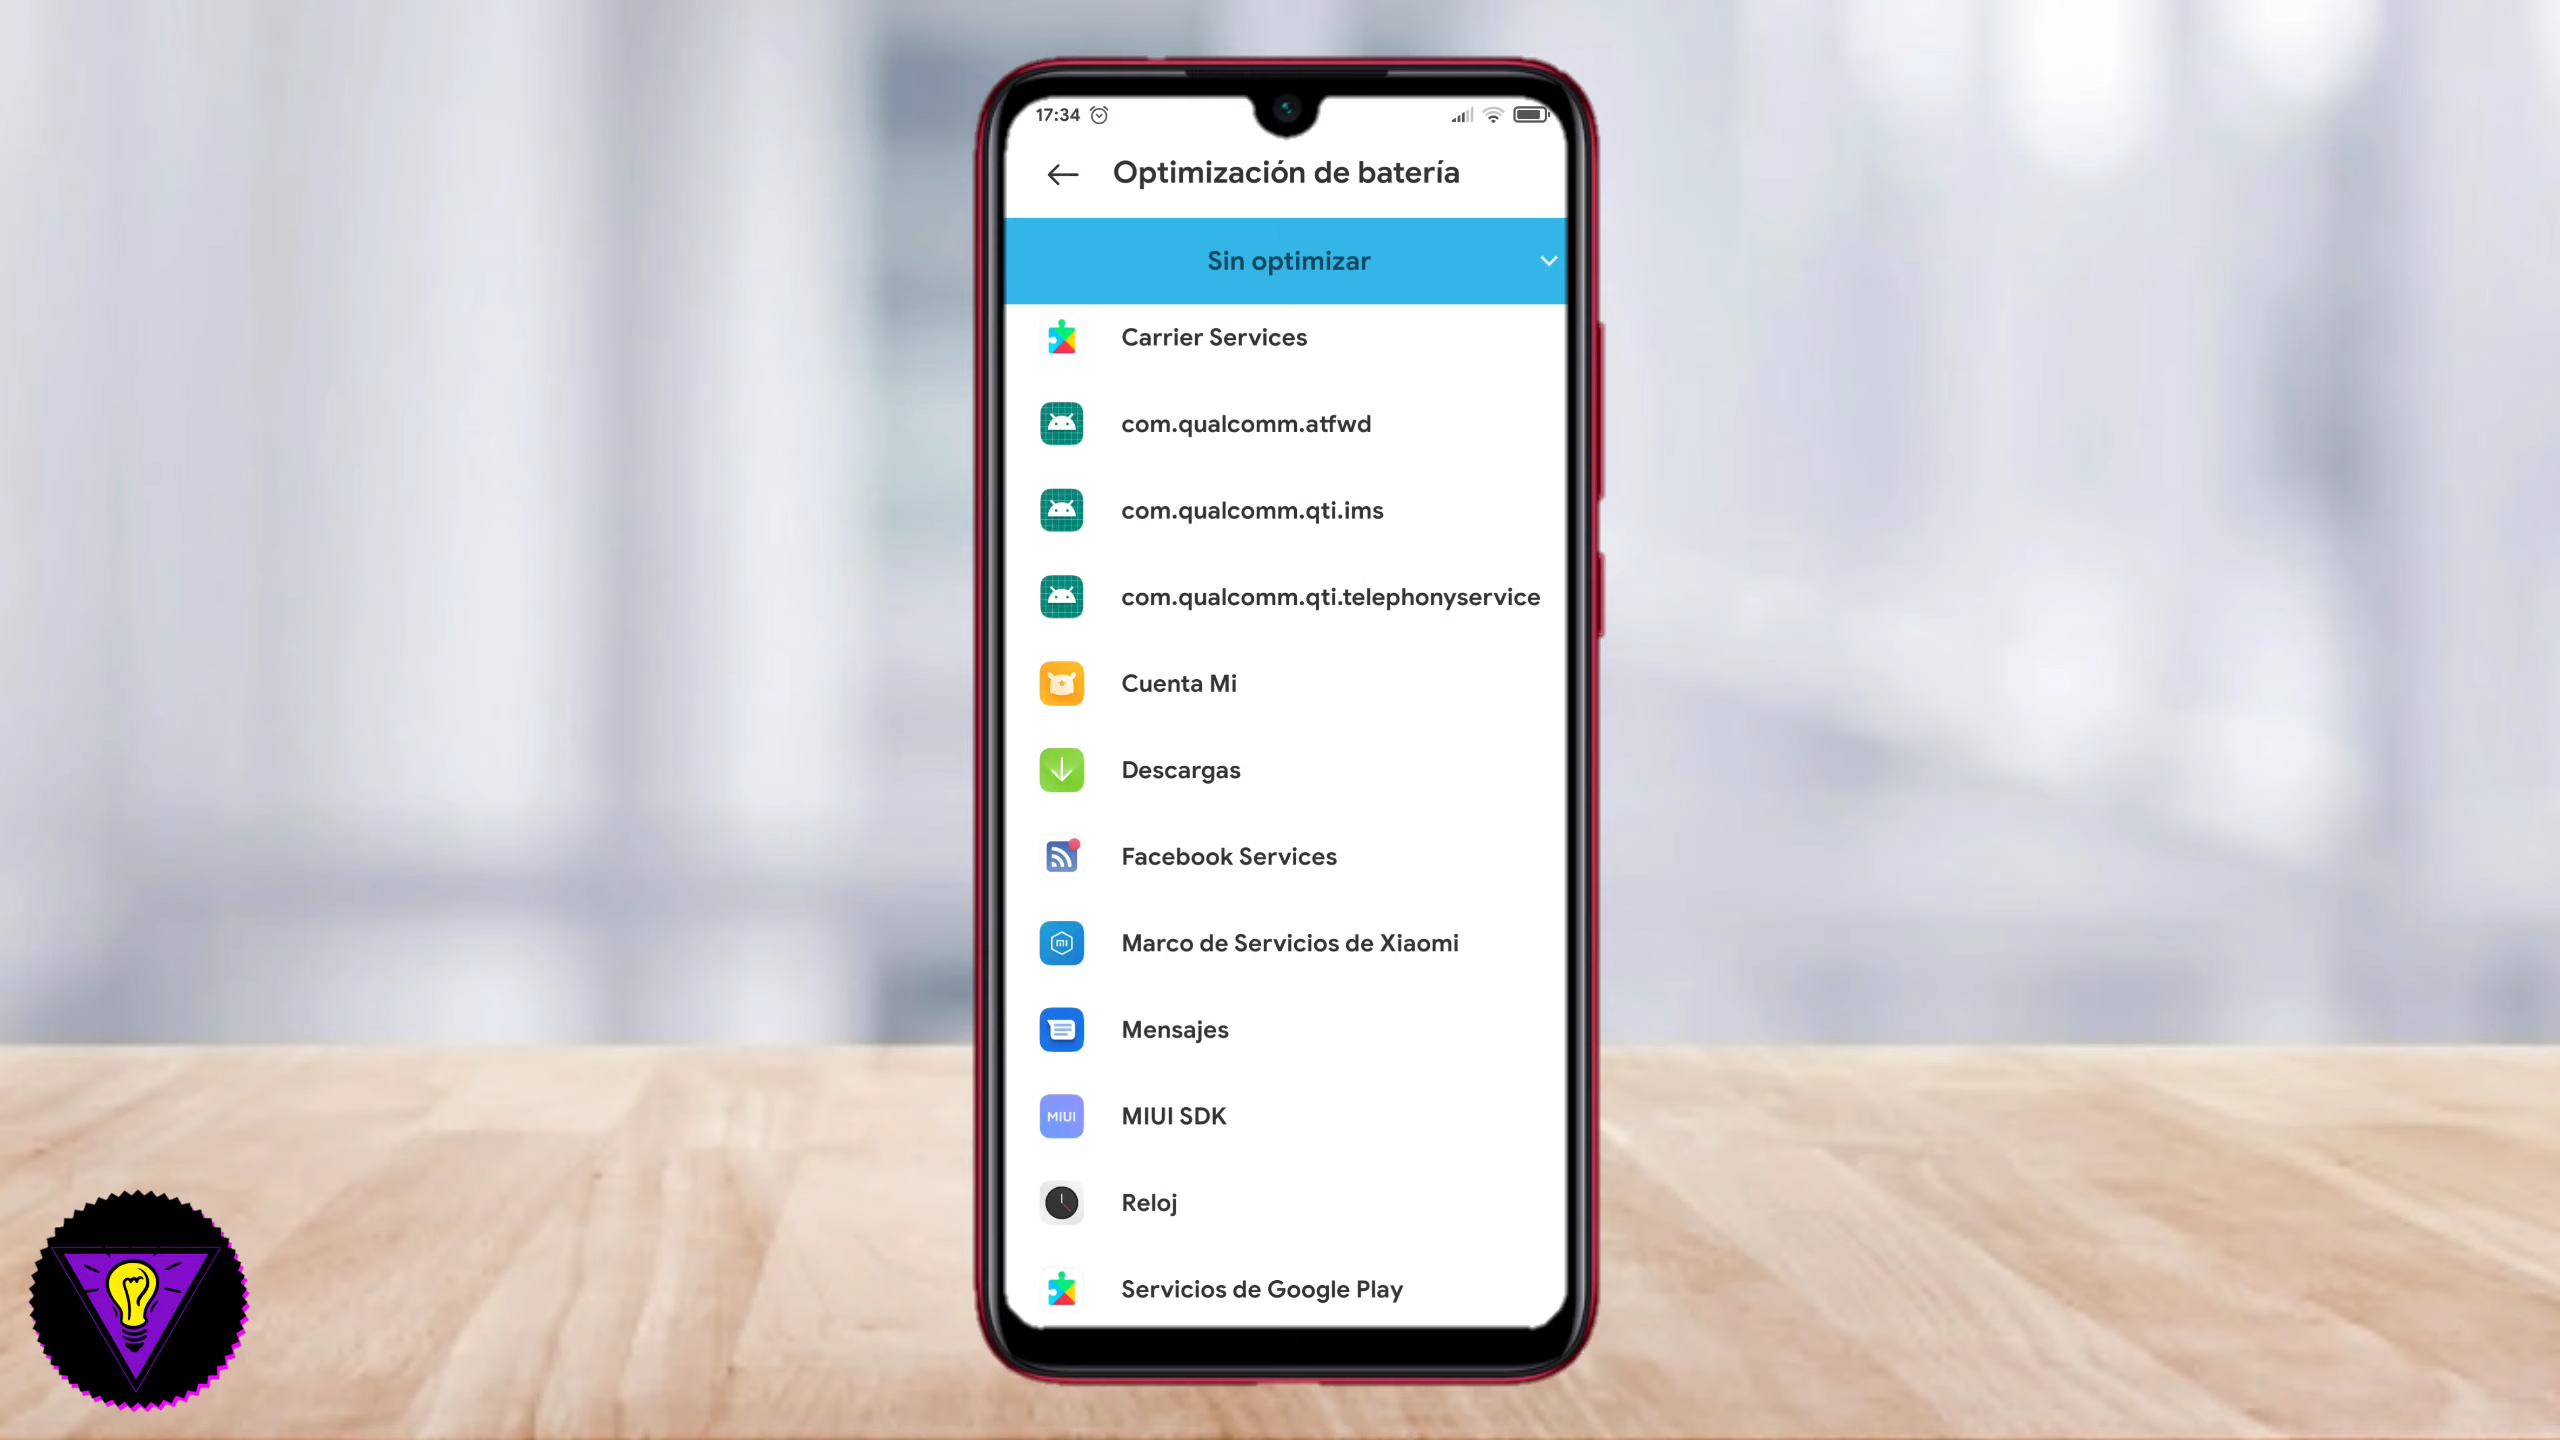 17:34
Optimización de batería
Sin optimizar
Carrier Services
com.qualcomm.atfwd
com.qualcomm.qti.ims
com.qualcomm.qti.telephonyservice
Cuenta Mi
Descargas
Facebook Services
Marco de Servicios de Xiaomi
mi
Mensajes
MIUI
MIUI SDK
Reloj
Servicios de Google Play